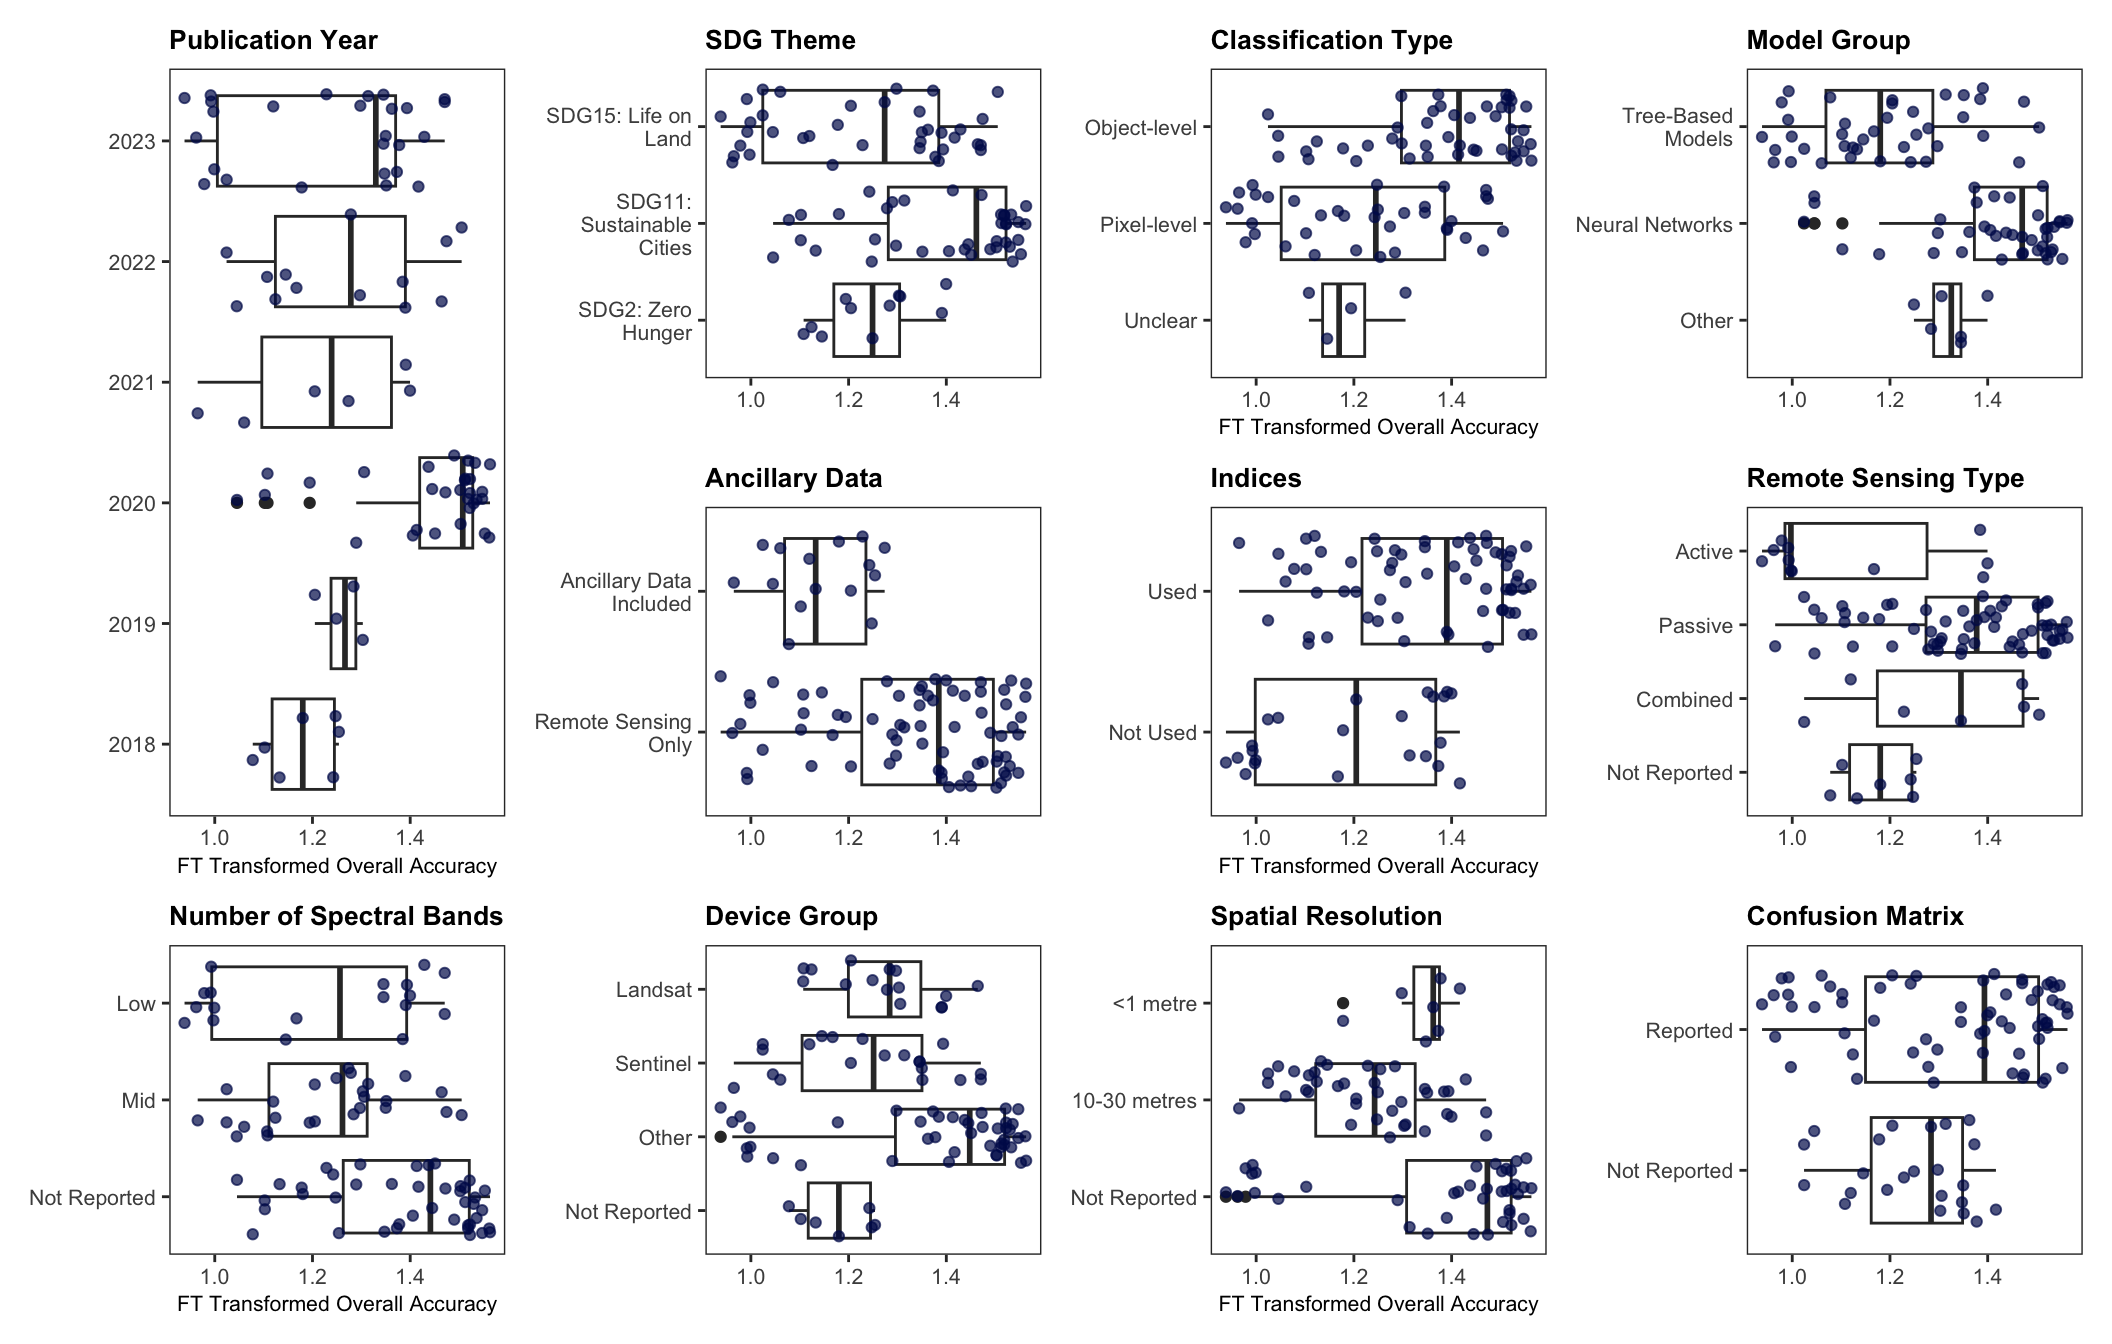 Publication Year
2023
2022
2021
2020
2019
2018
1.0 1.2 1.4
FT Transformed Overall Accuracy
SDG Theme
SDG15: Life on
Land
SDG11:
Sustainable
Cities
SDG2: Zero
Hunger
1.0 1.2 1.4
Classification Type
Object-level
Pixel-level
Unclear
1.0 1.2 1.4
FT Transformed Overall Accuracy
Model Group
Tree-Based
Models
Neural Networks
Other
1.0 1.2 1.4
Ancillary Data
Ancillary Data
Included
Remote Sensing
Only
1.0 1.2 1.4
Indices
Used
Not Used
1.0 1.2 1.4
FT Transformed Overall Accuracy
Remote Sensing Type
Active
Passive
Combined
Not Reported
1.0 1.2 1.4
Number of Spectral Bands
Low
Mid
Not Reported
1.0 1.2 1.4
FT Transformed Overall Accuracy
Device Group
Landsat
Sentinel
Other
Not Reported
1.0 1.2 1.4
Spatial Resolution
<1 metre
10-30 metres
Not Reported
1.0 1.2 1.4
FT Transformed Overall Accuracy
Confusion Matrix
Reported
Not Reported
1.0 1.2 1.4